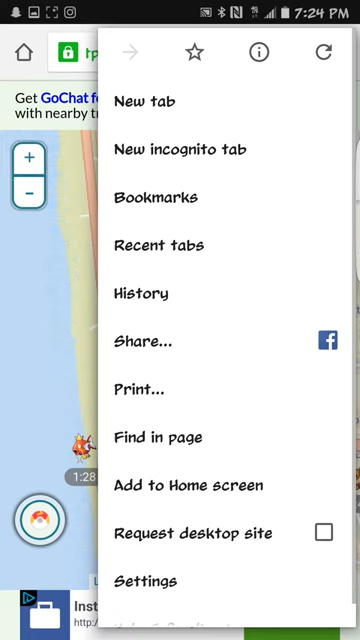 7:24 PM
Get GoChat f
with nearby t
+
-
New tab
New incognito tab
Bookmarks
Recent tabs
History
Share...
Print...
Find in page
1:28
Add to Home screen
Request desktop site
Settings
Inst
http:/